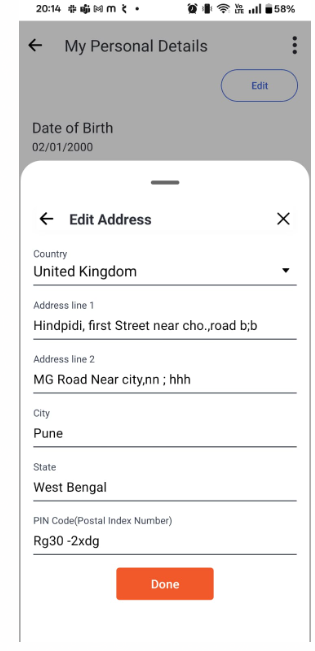 20:14
58%
My Personal Details
Edit
Date of Birth
02/01/2000
Edit Address
Country
United Kingdom
Address line 1
Hindpidi, first Street near cho.,road b;b
Address line 2
MG Road Near city,nn ; hhh
City
Pune
State
West Bengal
PIN Code(Postal Index Number)
Rg30 -2xdg
Done